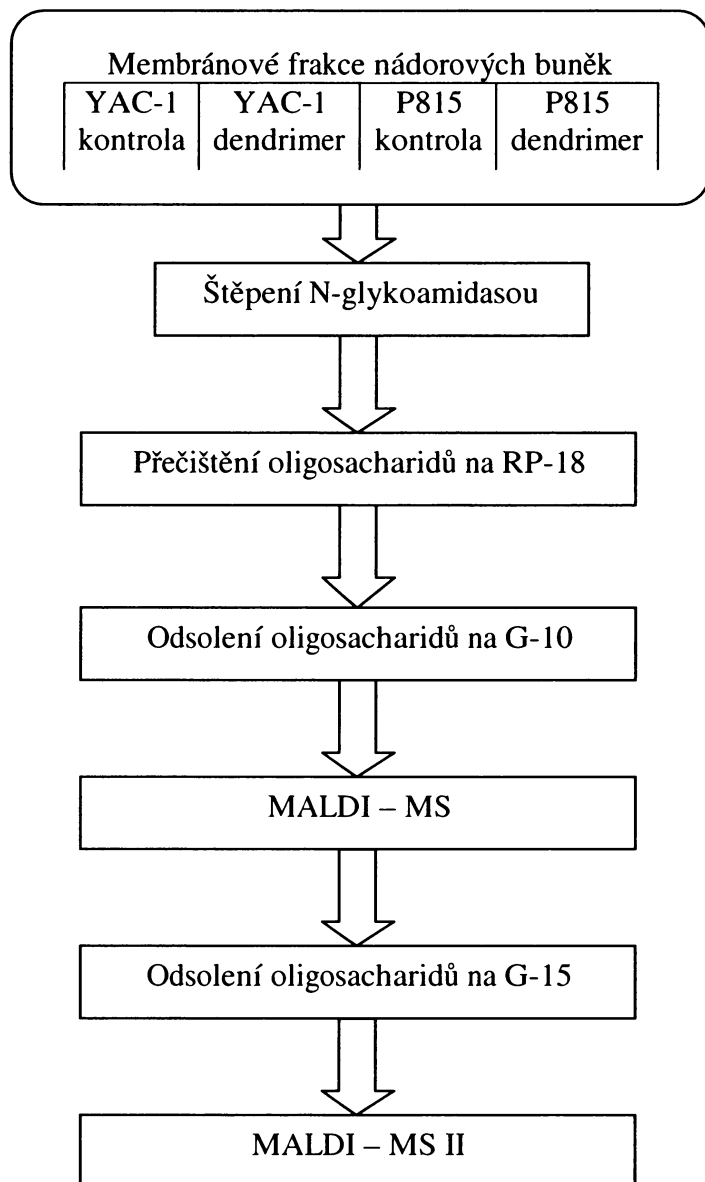 Membránové frakce nádorových buněk
YAC-1 YAC-1 P815 P815
kontrola dendrimer kontrola dendrimer
Štěpení N-glykoamidasou
Přečištění oligosacharidů na RP-18
Odsolení oligosacharidů na G-10
MALDI – MS
Odsolení oligosacharidů na G-15
MALDI – MS II